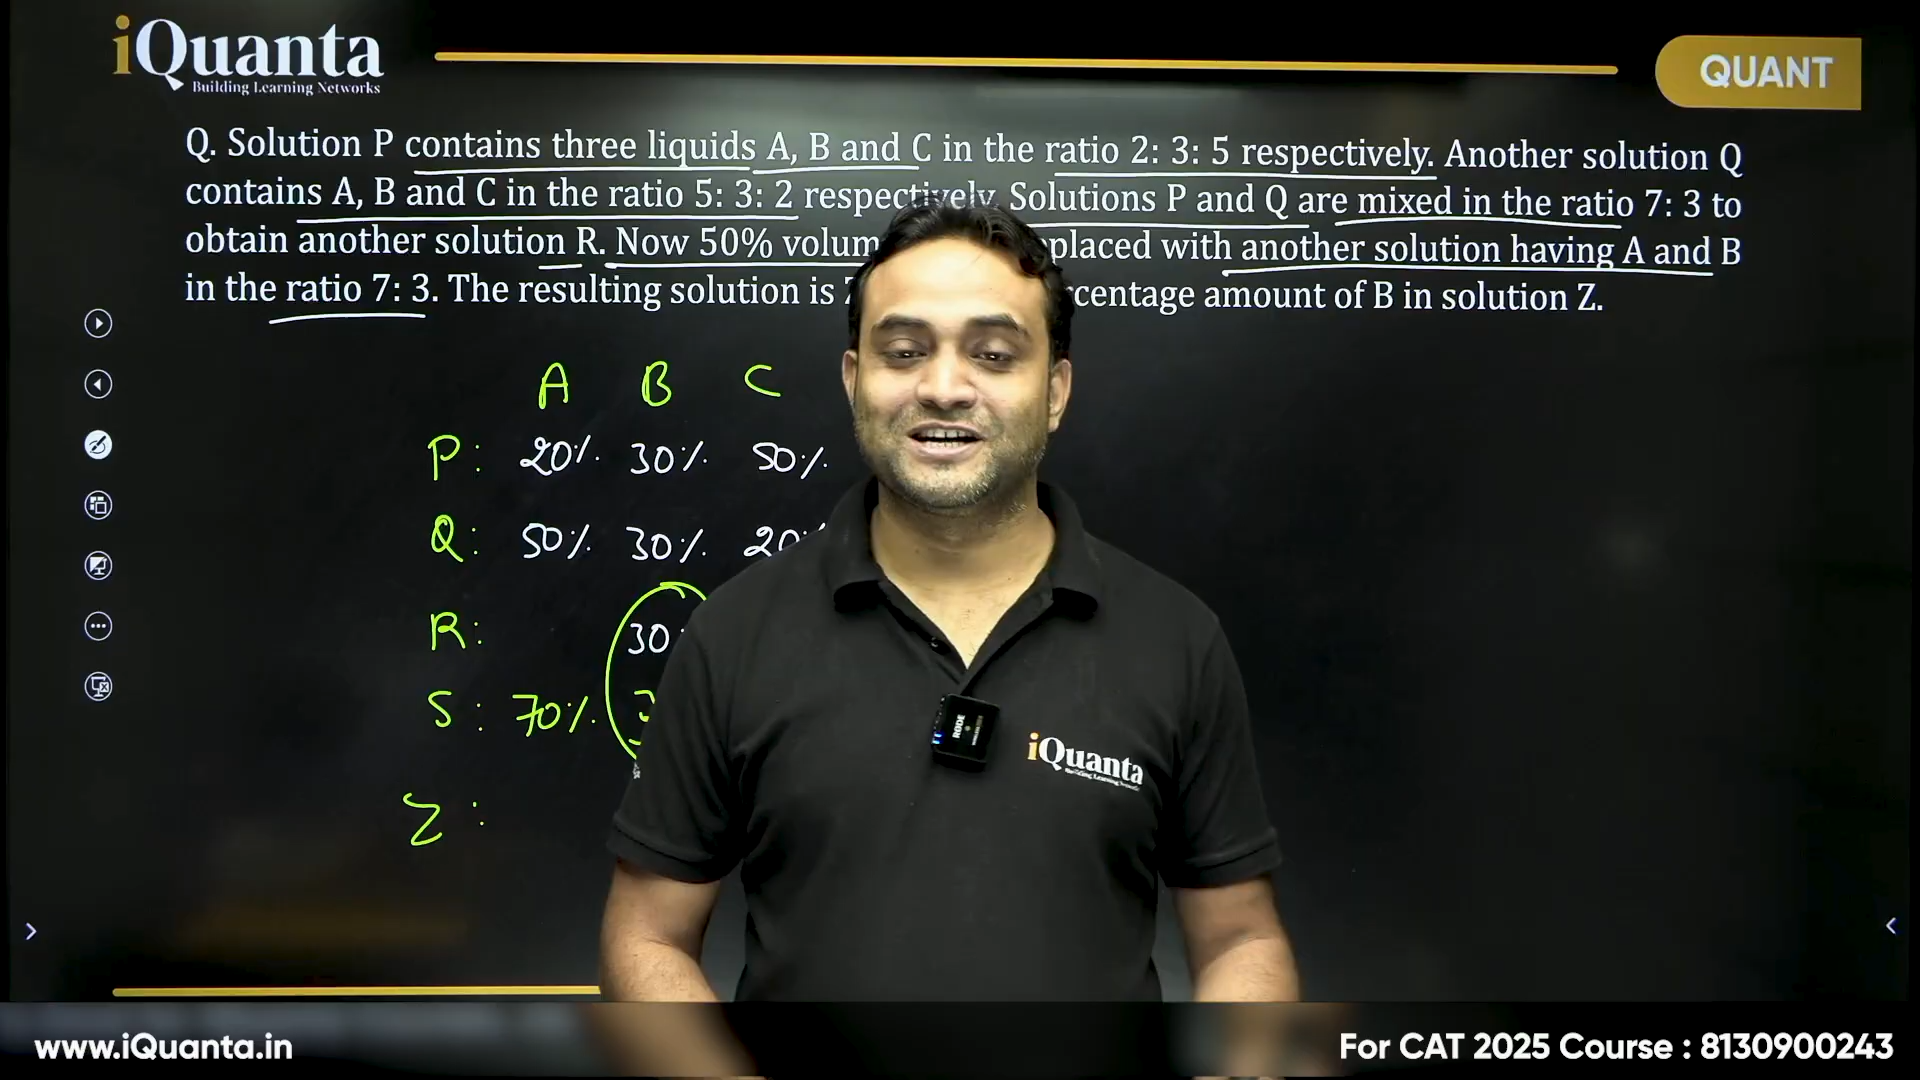 iQuanta
Building Learning Networks
QUANT
Q. Solution P contains three liquids A, B and C in the ratio 2: 3: 5 respectively. Another solution Q
contains A, B and C in the ratio 5: 3: 2 respectively. Solutions P and Q are mixed in the ratio 7: 3 to
obtain another solution R. Now 50% volum placed with another solution having A and B
in the ratio 7: 3. The resulting solution is rcentage amount of B in solution Z.
A B C
P: 20% 30% 50%
Q: 50% 30% 20%
R: 30
S: 70%
Z:
RØDE
iQuanta
www.iQuanta.in
For CAT 2025 Course : 8130900243